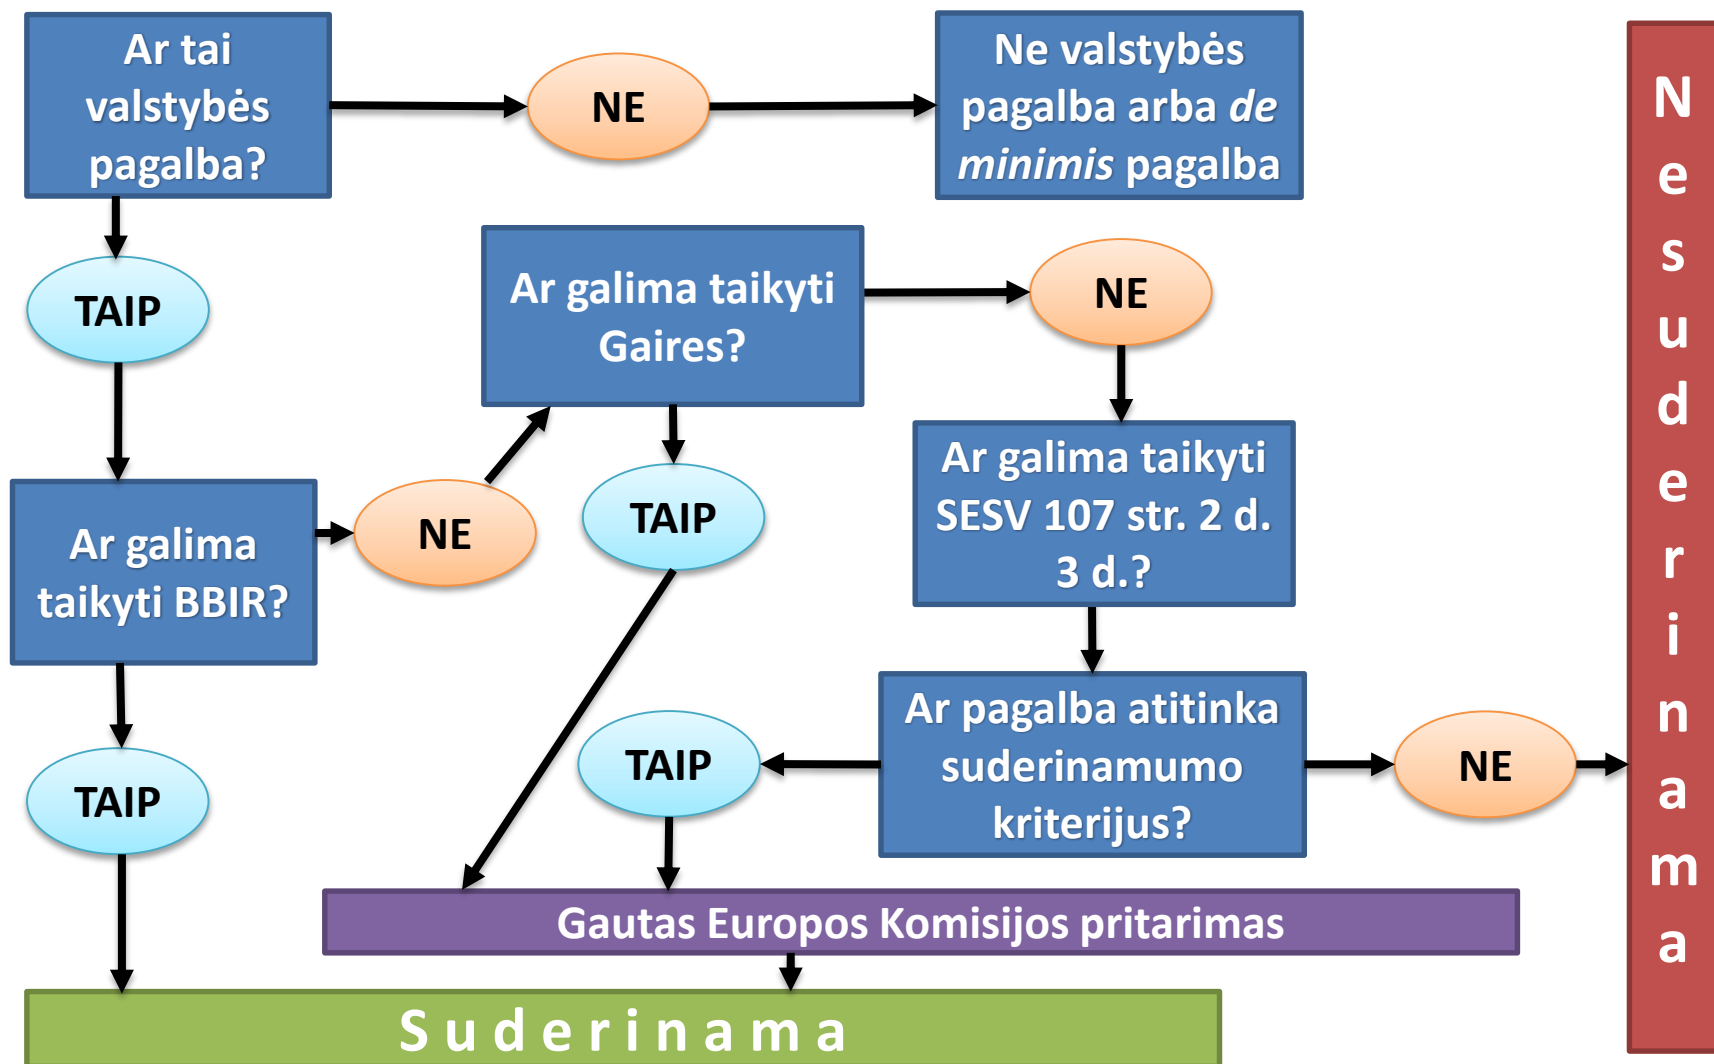 Ar tai
valstybės
pagalba?
NE
Ne valstybės
pagalba arba de
minimis pagalba
TAIP
Ar galima taikyti
Gaires?
NE
Ar galima
taikyti BBIR?
NE
TAIP
Ar galima taikyti
SESV 107 str. 2 d.
3 d.?
TAIP
TAIP
Ar pagalba atitinka
suderinamumo
kriterijus?
NE
Gautas Europos Komisijos pritarimas
S u d e r i n a m a
N
e
s
u
d
e
r
i
n
a
m
a